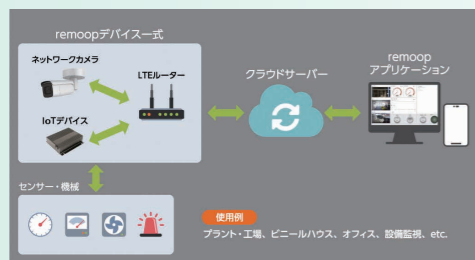 remoopデバイス一式
ネットワークカメラ
LTEルーター
IoTデバイス
クラウドサーバー
remoop
アプリケーション
センサー・機械
使用例
プラント・工場、ビニールハウス、オフィス、設備監視、etc.